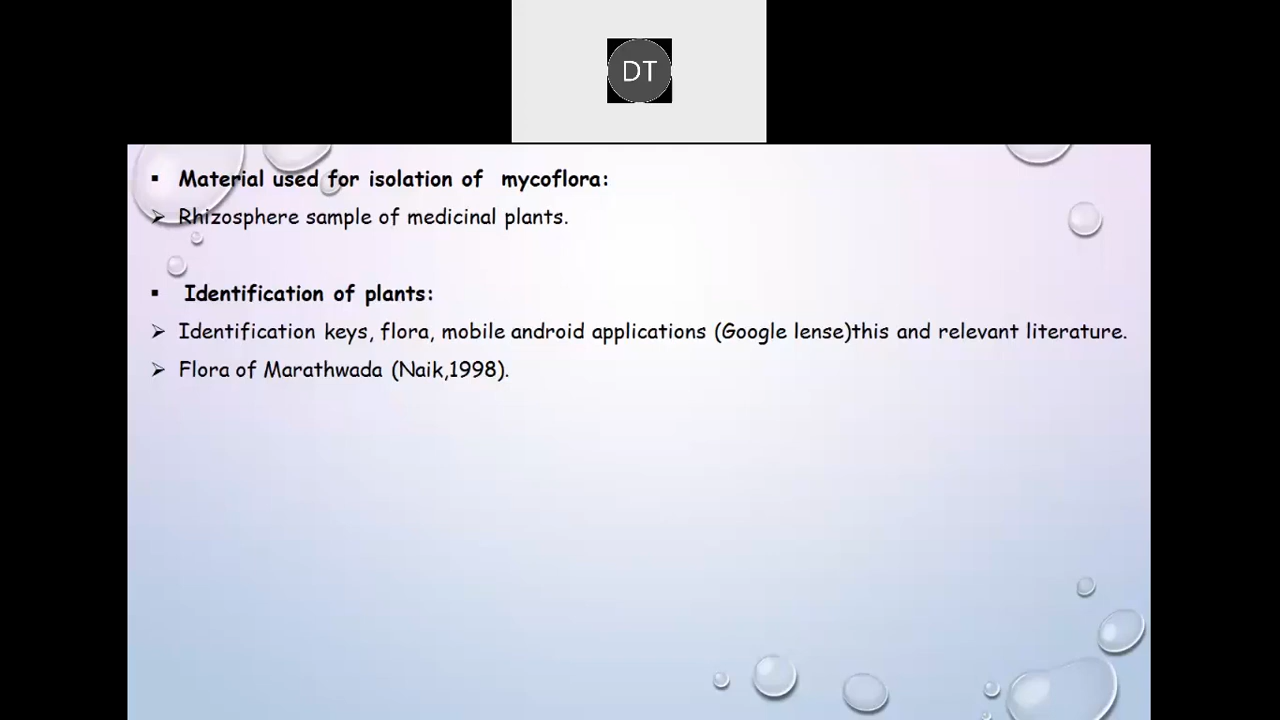 DT
▪ Material used for isolation of mycoflora:
➢ Rhizosphere sample of medicinal plants.
▪ Identification of plants:
➢ Identification keys, flora, mobile android applications (Google lense)this and relevant literature.
➢ Flora of Marathwada (Naik,1998).